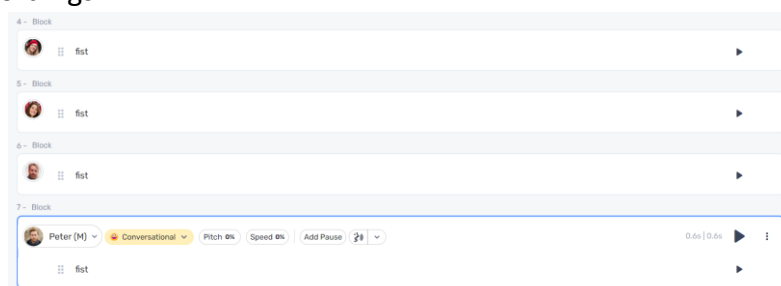 4 - Block
fist
5 - Block
fist
6 - Block
fist
7 - Block
Peter (M) Conversational Pitch 0% Speed 0% Add Pause 0.6s | 0.6s
fist